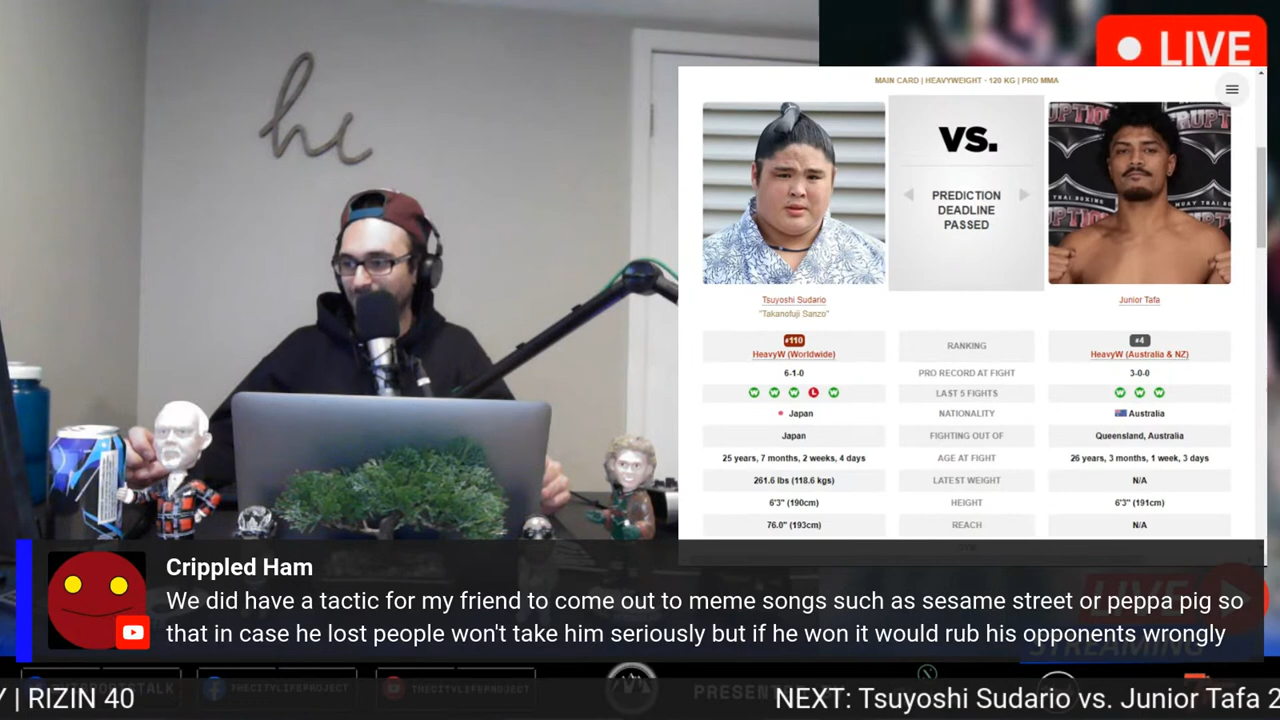 hi
LIVE
MAIN CARD | HEAVYWEIGHT · 120 KG | PRO MMA
VS.
PREDICTION
DEADLINE
PASSED
Tsuyoshi Sudario
"Takanofuji Sanzo"
Junior Tafa
#110 RANKING #4
HeavyW (Worldwide) HeavyW (Australia & NZ)
6-1-0 PRO RECORD AT FIGHT 3-0-0
W W W L W LAST 5 FIGHTS W W W
Japan NATIONALITY Australia
Japan FIGHTING OUT OF Queensland, Australia
25 years, 7 months, 2 weeks, 4 days AGE AT FIGHT 26 years, 3 months, 1 week, 3 days
261.6 lbs (118.6 kgs) LATEST WEIGHT N/A
6'3" (190cm) HEIGHT 6'3" (191cm)
76.0" (193cm) REACH N/A
Crippled Ham
We did have a tactic for my friend to come out to meme songs such as sesame street or peppa pig so
that in case he lost people won't take him seriously but if he won it would rub his opponents wrongly
LIVE
STREAMING
THECITYLIFEPROJECT
THECITYLIFEPROJECT
PRESENTED
| RIZIN 40
NEXT: Tsuyoshi Sudario vs. Junior Tafa 2